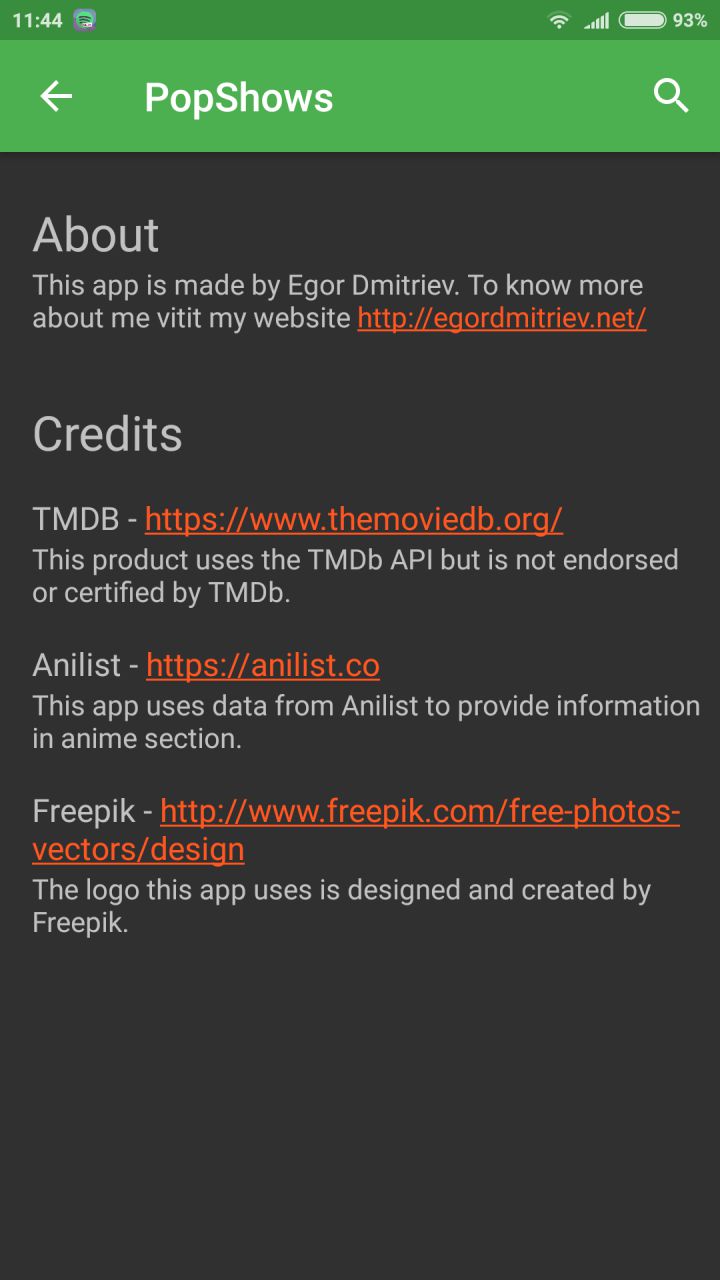 11:44
93%
PopShows
About
This app is made by Egor Dmitriev. To know more
about me vitit my website http://egordmitriev.net/
Credits
TMDB - https://www.themoviedb.org/
This product uses the TMDb API but is not endorsed
or certified by TMDb.
Anilist - https://anilist.co
This app uses data from Anilist to provide information
in anime section.
Freepik - http://www.freepik.com/free-photos-
vectors/design
The logo this app uses is designed and created by
Freepik.